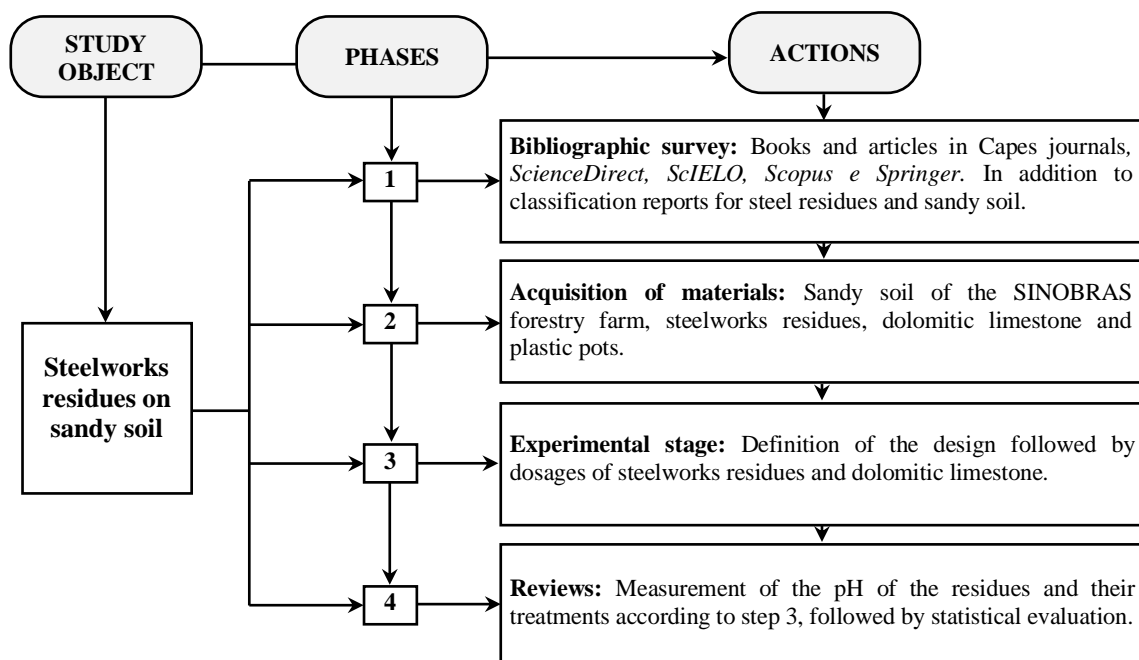 STUDY
OBJECT
PHASES
ACTIONS
Steelworks
residues on
sandy soil
1
Bibliographic survey: Books and articles in Capes journals,
ScienceDirect, ScIELO, Scopus e Springer. In addition to
classification reports for steel residues and sandy soil.
2
Acquisition of materials: Sandy soil of the SINOBRAS
forestry farm, steelworks residues, dolomitic limestone and
plastic pots.
3
Experimental stage: Definition of the design followed by
dosages of steelworks residues and dolomitic limestone.
4
Reviews: Measurement of the pH of the residues and their
treatments according to step 3, followed by statistical evaluation.